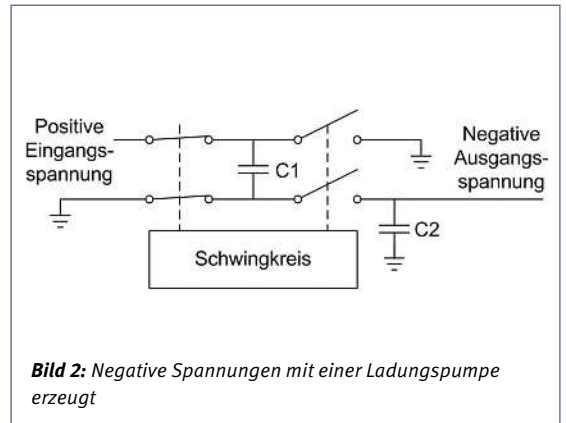 Positive
Eingangs-
spannung
C1
Negative
Ausgangs-
spannung
C2
Schwingkreis
Bild 2: Negative Spannungen mit einer Ladungspumpe
erzeugt